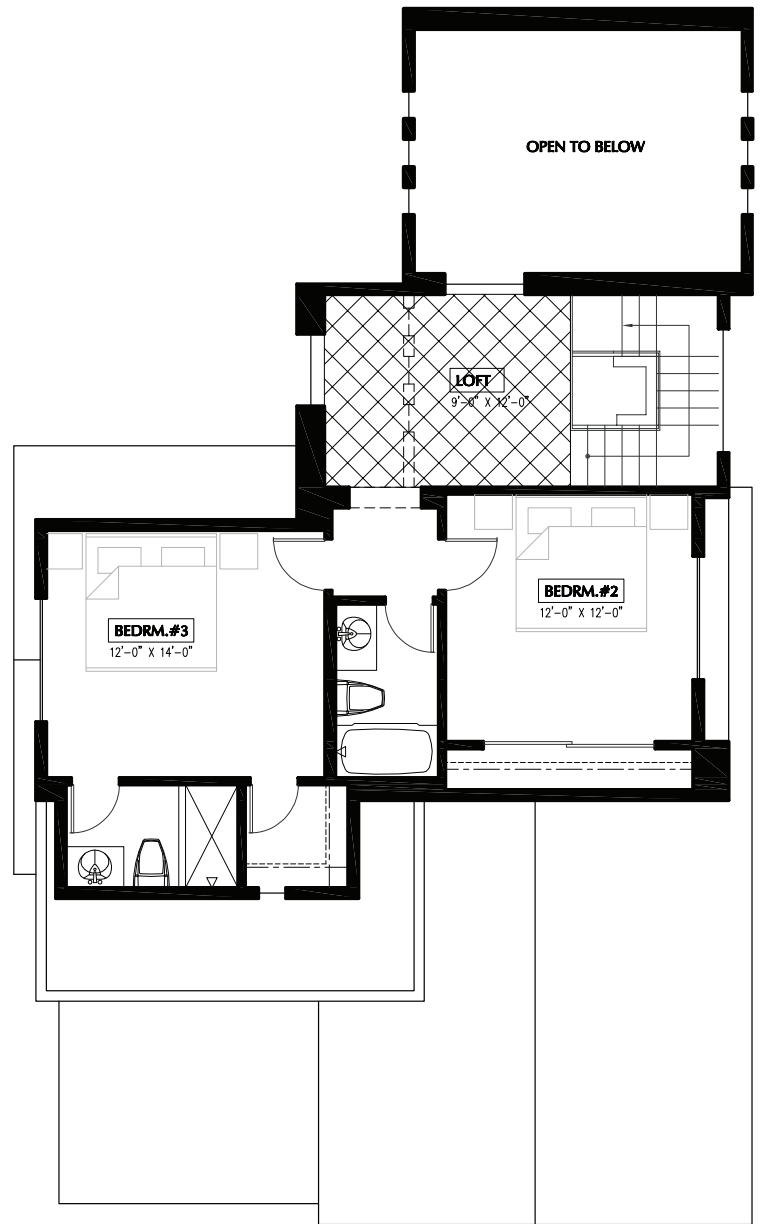 OPEN TO BELOW
LOFT
9'-0" X 12'-0"
BEDRM.#2
12'-0" X 12'-0"
BEDRM.#3
12'-0" X 14'-0"